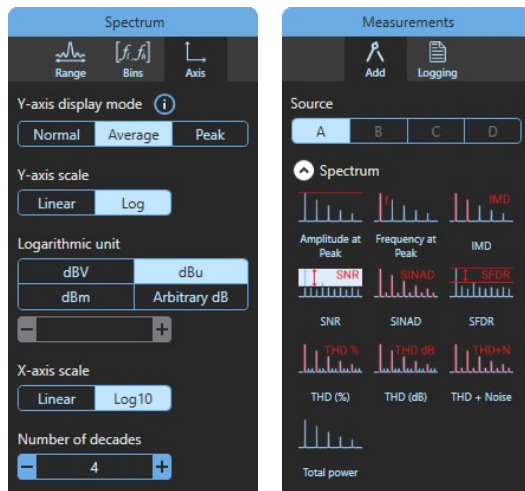 Spectrum
Range
[f₁..fₕ]
Bins
Axis
Y-axis display mode i
Normal Average Peak
Y-axis scale
Linear Log
Logarithmic unit
dBV dBu
dBm Arbitrary dB
− +
X-axis scale
Linear Log10
Number of decades
− 4 +
Measurements
Add Logging
Source
A B C D
Spectrum
f IMD
Amplitude at Peak
Frequency at Peak
IMD
SNR SINAD SFDR
SNR SINAD SFDR
THD % THD dB THD+N
THD (%) THD (dB) THD + Noise
Total power